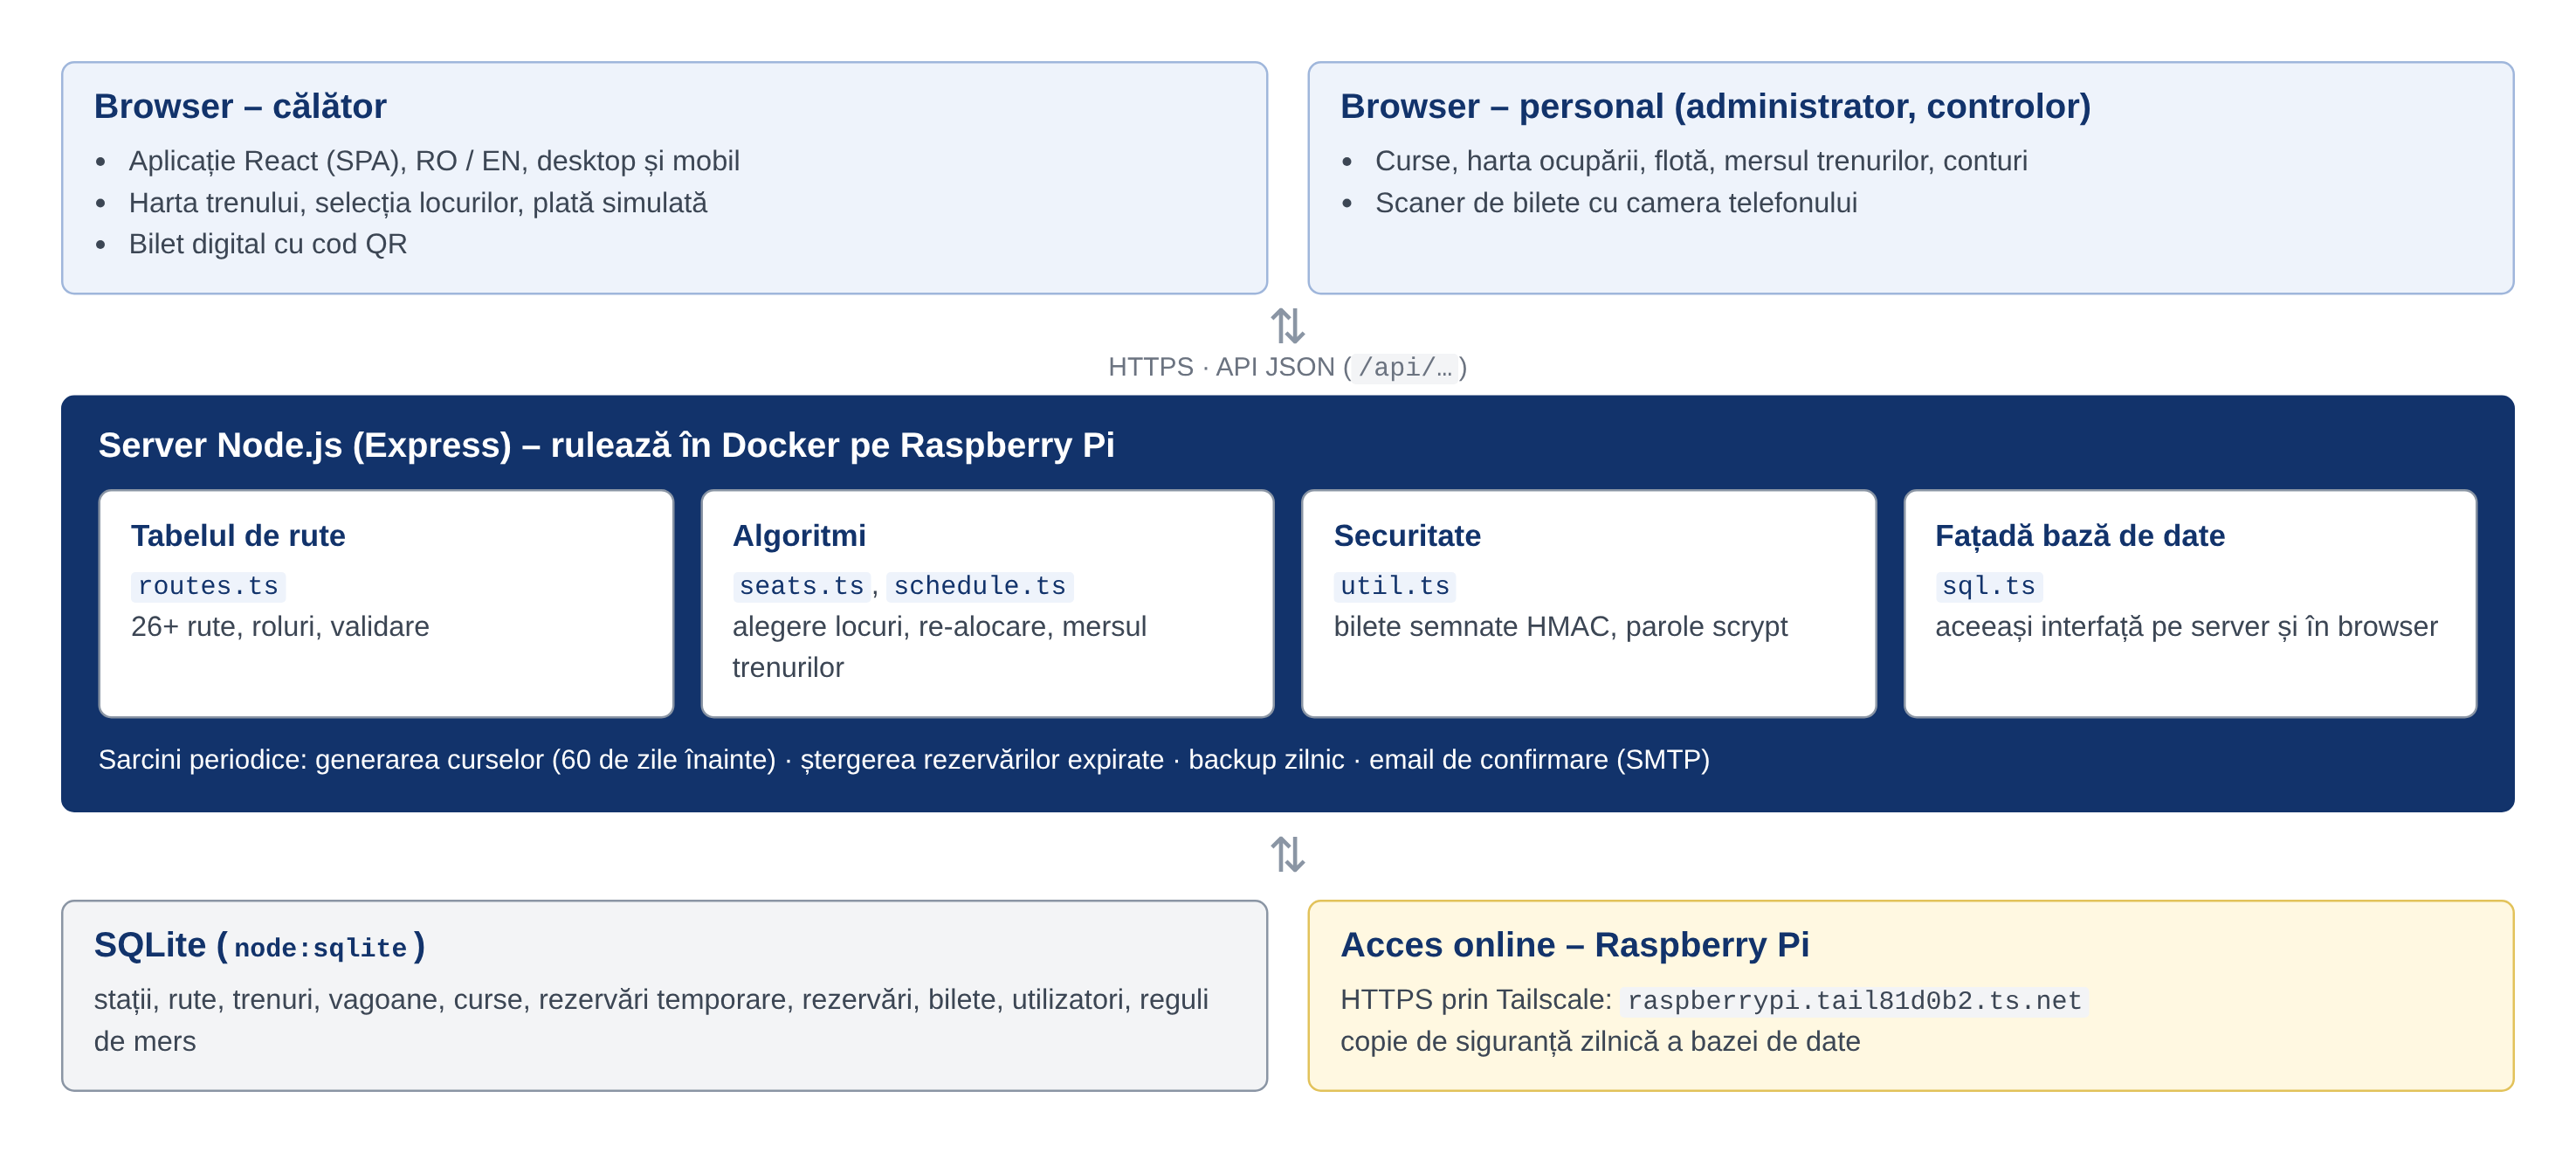 Browser – călător
• Aplicație React (SPA), RO / EN, desktop și mobil
• Harta trenului, selecția locurilor, plată simulată
• Bilet digital cu cod QR
Browser – personal (administrator, controlor)
• Curse, harta ocupării, flotă, mersul trenurilor, conturi
• Scaner de bilete cu camera telefonului
⇅
HTTPS · API JSON (/api/…)
Server Node.js (Express) – rulează în Docker pe Raspberry Pi
Tabelul de rute
routes.ts
26+ rute, roluri, validare
Algoritmi
seats.ts, schedule.ts
alegere locuri, re-alocare, mersul
trenurilor
Securitate
util.ts
bilete semnate HMAC, parole scrypt
Fațadă bază de date
sql.ts
aceeași interfață pe server și în browser
Sarcini periodice: generarea curselor (60 de zile înainte) · ștergerea rezervărilor expirate · backup zilnic · email de confirmare (SMTP)
⇅
SQLite (node:sqlite)
stații, rute, trenuri, vagoane, curse, rezervări temporare, rezervări, bilete, utilizatori, reguli
de mers
Acces online – Raspberry Pi
HTTPS prin Tailscale: raspberrypi.tail81d0b2.ts.net
copie de siguranță zilnică a bazei de date